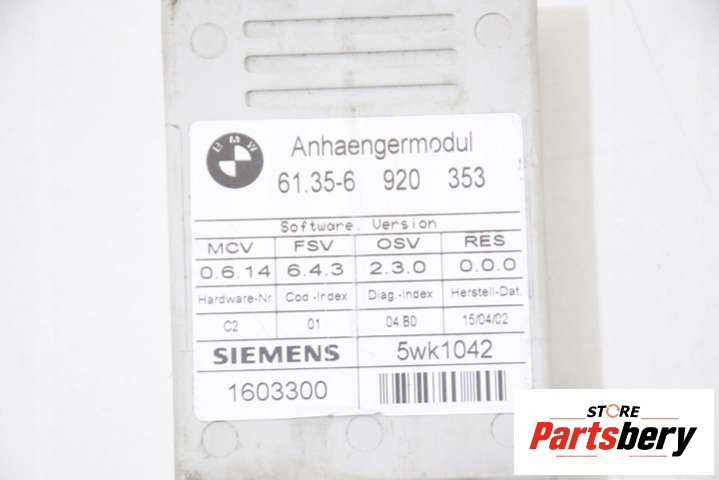 BMW
Anhaengermodul
61.35-6 920 353
Software. Version
MCV FSV OSV RES
0.6.14 6.4.3 2.3.0 0.0.0
Hardware-Nr Cod.-Index Diag.-Index Herstell-Dat.
C2 01 04.B0 15/04/02
SIEMENS 5wk1042
1603300
STORE
Partsbery